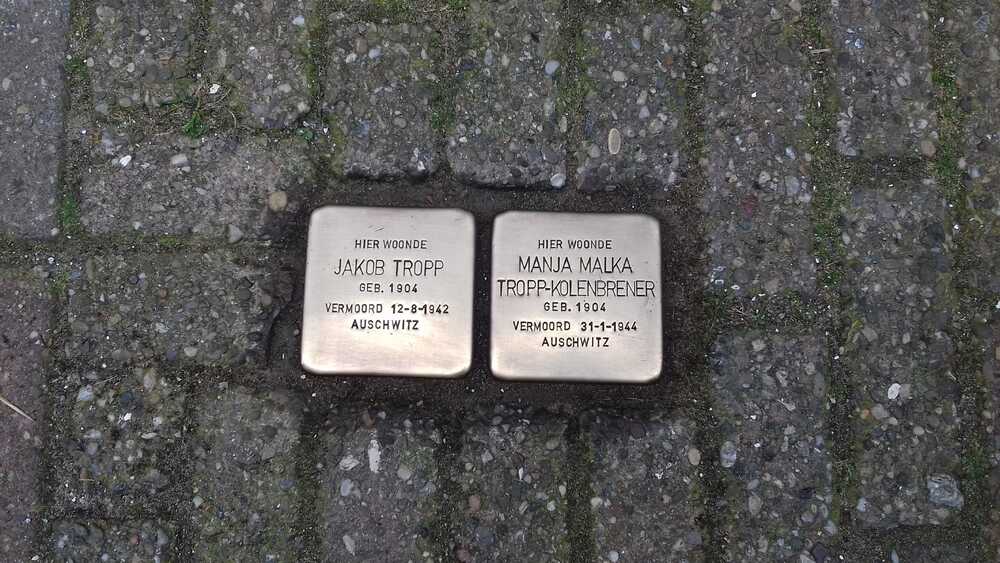 HIER WOONDE
JAKOB TROPP
GEB. 1904
VERMOORD 12-8-1942
AUSCHWITZ
HIER WOONDE
MANJA MALKA
TROPP-KOLENBRENER
GEB. 1904
VERMOORD 31-1-1944
AUSCHWITZ